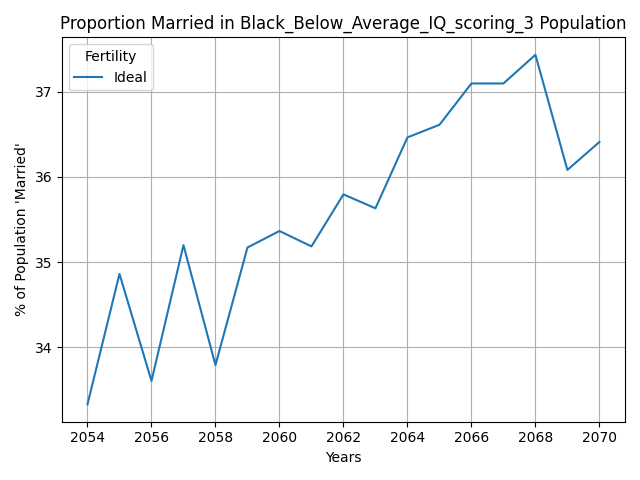 Proportion Married in Black_Below_Average_IQ_scoring_3 Population
Fertility
Ideal
% of Population 'Married'
37
36
35
34
2054 2056 2058 2060 2062 2064 2066 2068 2070
Years